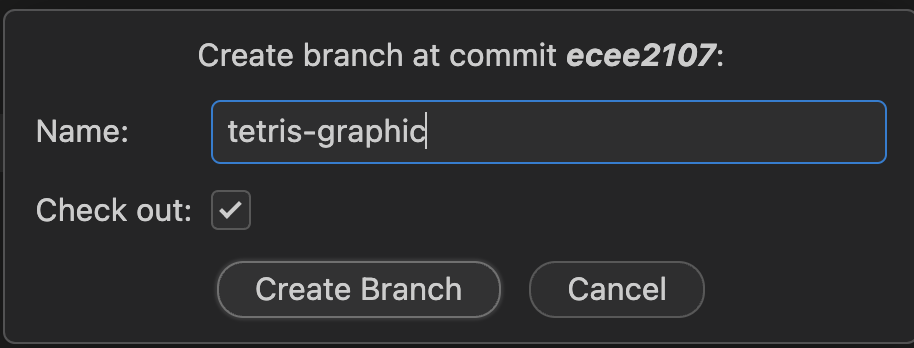 Create branch at commit ecee2107:
Name: tetris-graphic
Check out:
Create Branch Cancel